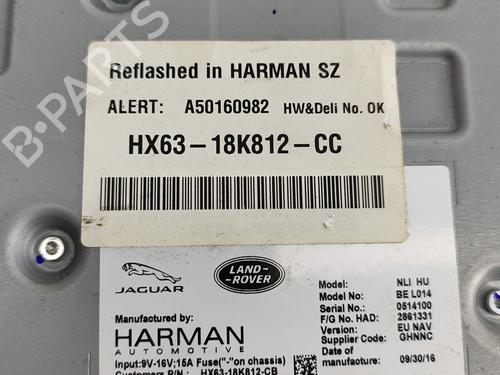 Reflashed in HARMAN SZ
ALERT: A50160982 HW&Deli No. OK
HX63-18K812-CC
JAGUAR
LAND-
ROVER
Manufactured by:
HARMAN
Automotive
Input:9V-16V;15A Fuse("-"on chassis)
Customers P/N : HX63-18K812-CB
Model: NLI HU
Model No: BE L014
Serial No.: 0514100
F/G No. HAD: 2861331
Version: EU NAV
Supplier Code: GHNNC
Date of
manufacture: 09/30/16
B-PARTS